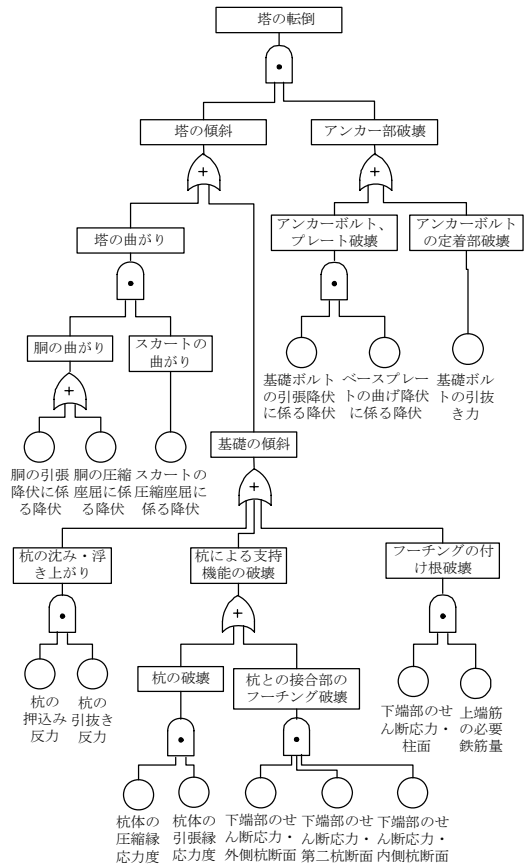 塔の転倒
塔の傾斜
アンカー部破壊
+
+
塔の曲がり
アンカーボルト、
プレート破壊
アンカーボルト
の定着部破壊
胴の曲がり
スカートの
曲がり
+
基礎ボルト
の引張降伏
に係る降伏
ベースプレー
トの曲げ降伏
に係る降伏
基礎ボル
トの引抜
き力
胴の引張
降伏に係
る降伏
胴の圧縮
座屈に係
る降伏
スカートの
圧縮座屈
に係る降伏
基礎の傾斜
+
杭の沈み・浮
き上がり
杭による支持
機能の破壊
フーチングの付
け根破壊
+
杭の
押込み
反力
杭の
引抜き
反力
杭の破壊
杭との接合部の
フーチング破壊
下端部のせ
ん断応力・
柱面
上端筋
の必要
鉄筋量
杭体の
圧縮縁
応力度
杭体の
引張縁
応力度
下端部のせ
ん断応力・
外側杭断面
下端部のせ
ん断応力・
第二杭断面
下端部のせ
ん断応力・
内側杭断面